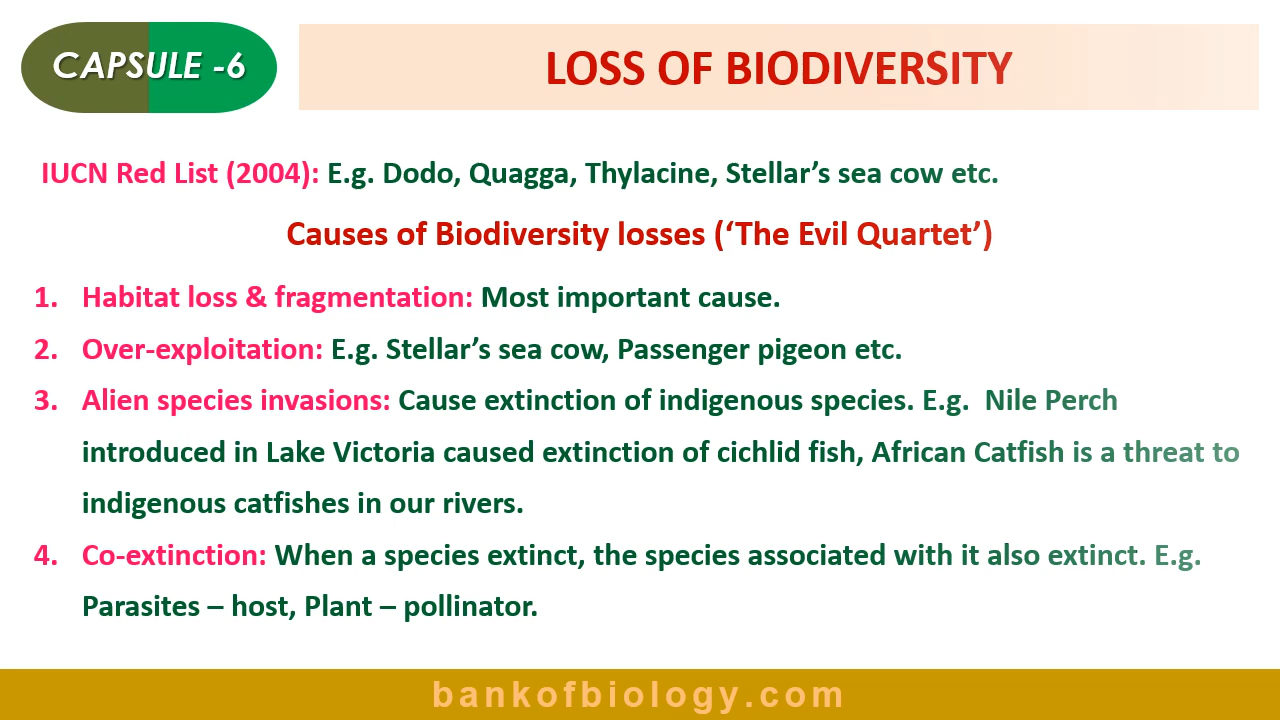 CAPSULE -6
LOSS OF BIODIVERSITY
IUCN Red List (2004): E.g. Dodo, Quagga, Thylacine, Stellar’s sea cow etc.
Causes of Biodiversity losses (‘The Evil Quartet’)
1. Habitat loss & fragmentation: Most important cause.
2. Over-exploitation: E.g. Stellar’s sea cow, Passenger pigeon etc.
3. Alien species invasions: Cause extinction of indigenous species. E.g. Nile Perch
introduced in Lake Victoria caused extinction of cichlid fish, African Catfish is a threat to
indigenous catfishes in our rivers.
4. Co-extinction: When a species extinct, the species associated with it also extinct. E.g.
Parasites – host, Plant – pollinator.
bankofbiology.com